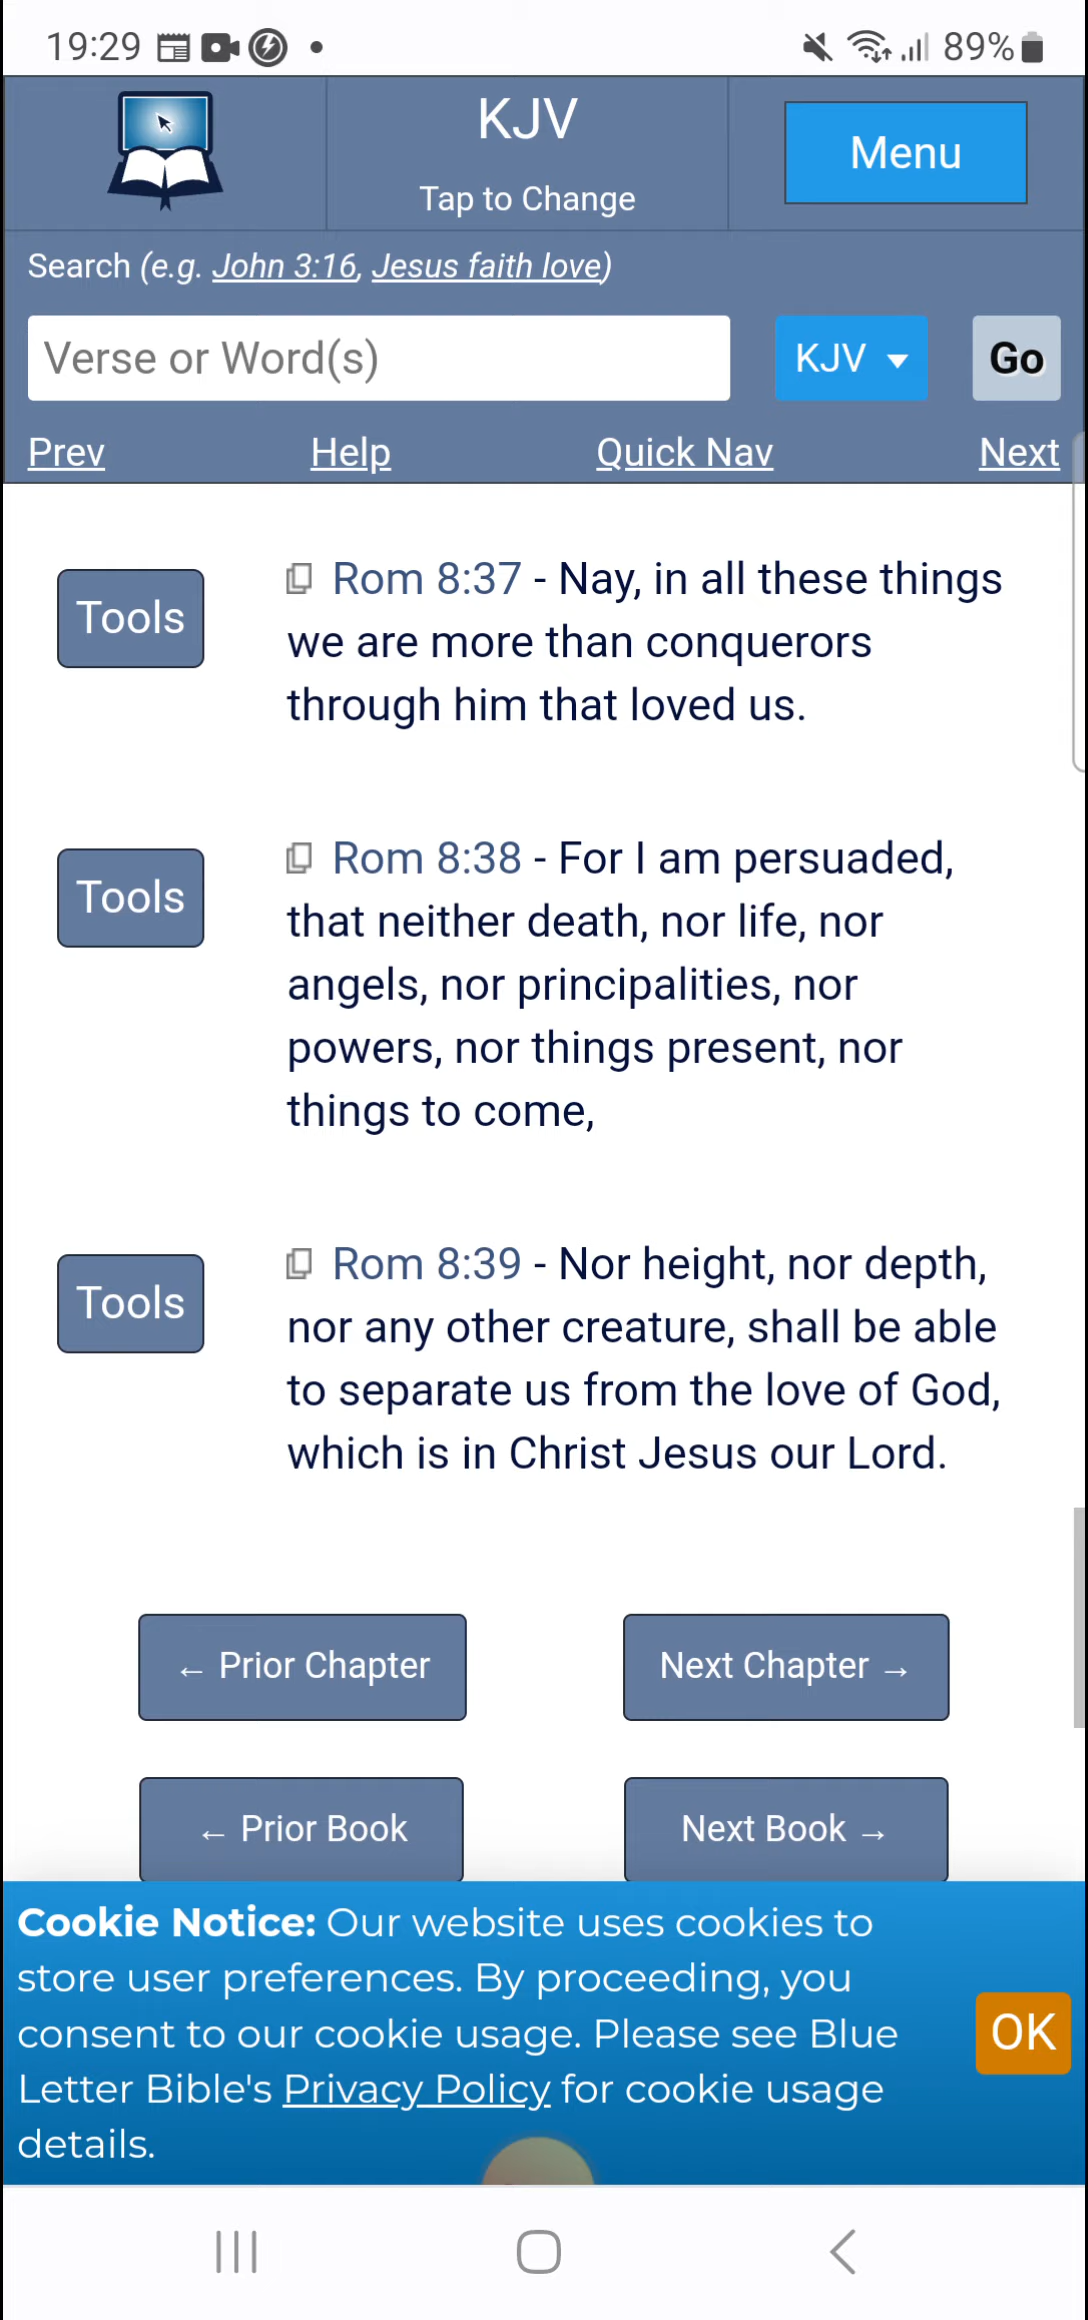 19:29
89%
KJV
Tap to Change
Menu
Search (e.g. John 3:16, Jesus faith love)
Verse or Word(s)
KJV
Go
Prev
Help
Quick Nav
Next
Tools
Rom 8:37 - Nay, in all these things
we are more than conquerors
through him that loved us.
Tools
Rom 8:38 - For I am persuaded,
that neither death, nor life, nor
angels, nor principalities, nor
powers, nor things present, nor
things to come,
Tools
Rom 8:39 - Nor height, nor depth,
nor any other creature, shall be able
to separate us from the love of God,
which is in Christ Jesus our Lord.
← Prior Chapter
Next Chapter →
← Prior Book
Next Book →
Cookie Notice: Our website uses cookies to
store user preferences. By proceeding, you
consent to our cookie usage. Please see Blue
Letter Bible's Privacy Policy for cookie usage
details.
OK